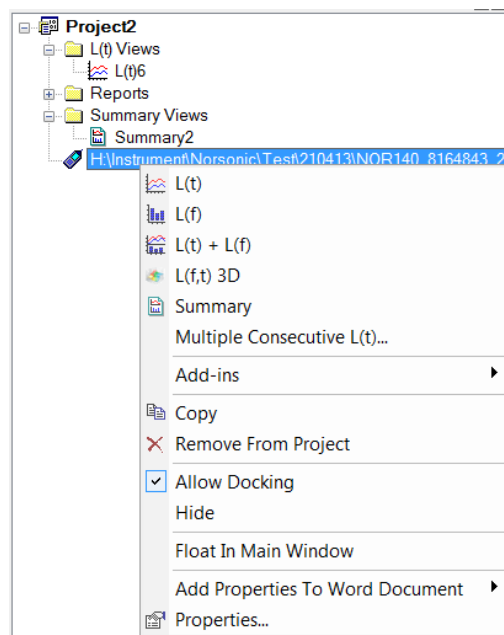 Project2
L(t) Views
L(t)6
Reports
Summary Views
Summary2
H:\Instrument\Norsonic\Test\210413\NOR140_8164843_2
L(t)
L(f)
L(t) + L(f)
L(f,t) 3D
Summary
Multiple Consecutive L(t)...
Add-ins
Copy
Remove From Project
Allow Docking
Hide
Float In Main Window
Add Properties To Word Document
Properties...